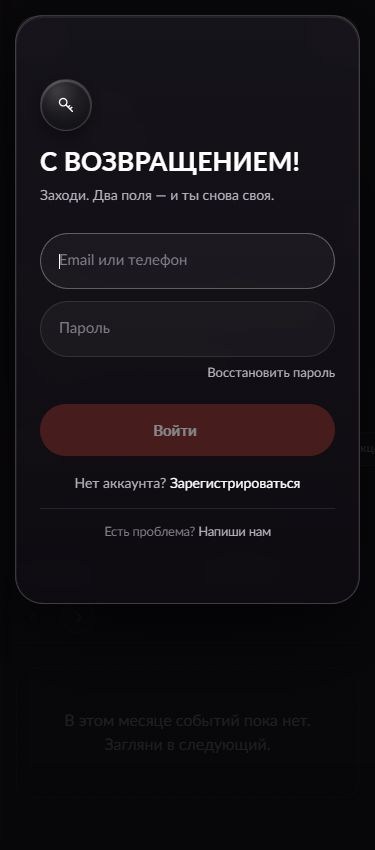 С ВОЗВРАЩЕНИЕМ!
Заходи. Два поля — и ты снова своя.
Email или телефон
Пароль
Восстановить пароль
Войти
Нет аккаунта? Зарегистрироваться
Есть проблема? Напиши нам
В этом месяце событий пока нет.
Загляни в следующий.